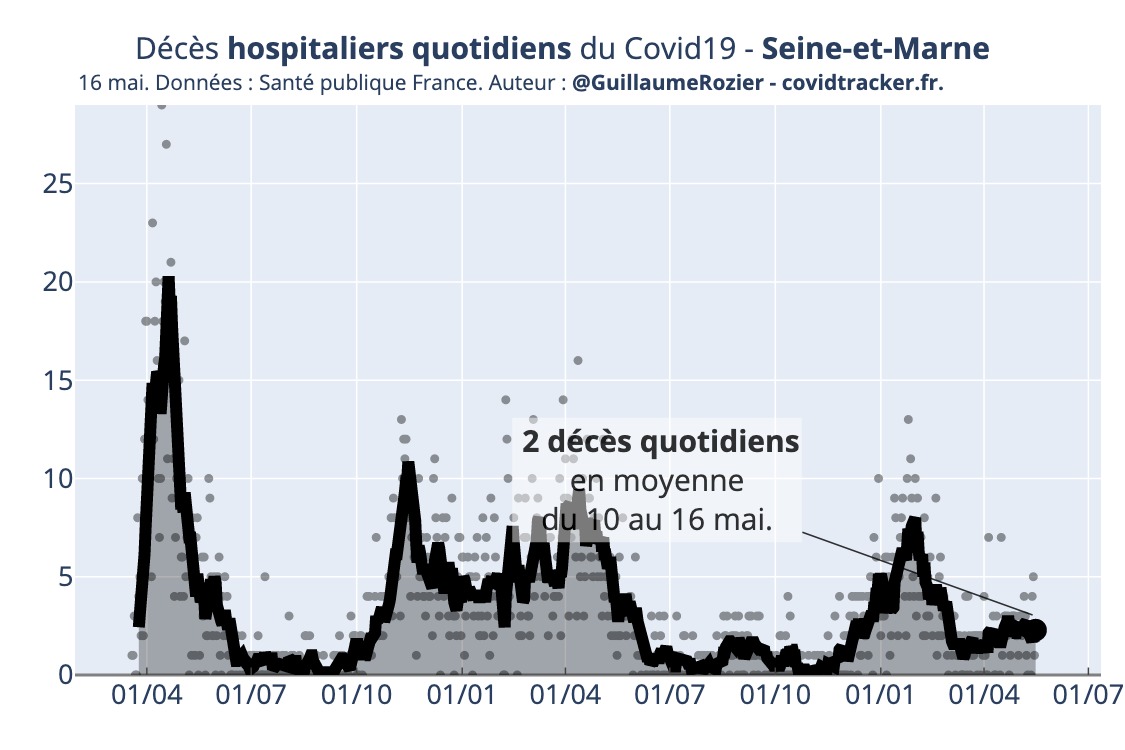 Décès hospitaliers quotidiens du Covid19 - Seine-et-Marne
16 mai. Données : Santé publique France. Auteur : @GuillaumeRozier - covidtracker.fr.
25
20
15
10
5
0
2 décès quotidiens
en moyenne
du 10 au 16 mai.
01/04 01/07 01/10 01/01 01/04 01/07 01/10 01/01 01/04 01/07